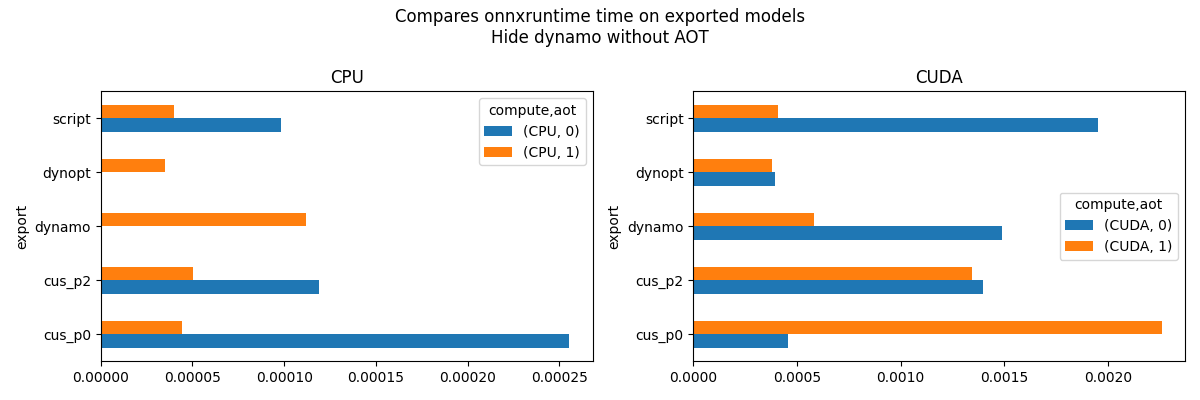 Compares onnxruntime time on exported models
Hide dynamo without AOT
CPU
export
script
dynopt
dynamo
cus_p2
cus_p0
compute,aot
(CPU, 0)
(CPU, 1)
0.00000 0.00005 0.00010 0.00015 0.00020 0.00025
CUDA
export
script
dynopt
dynamo
cus_p2
cus_p0
compute,aot
(CUDA, 0)
(CUDA, 1)
0.0000 0.0005 0.0010 0.0015 0.0020